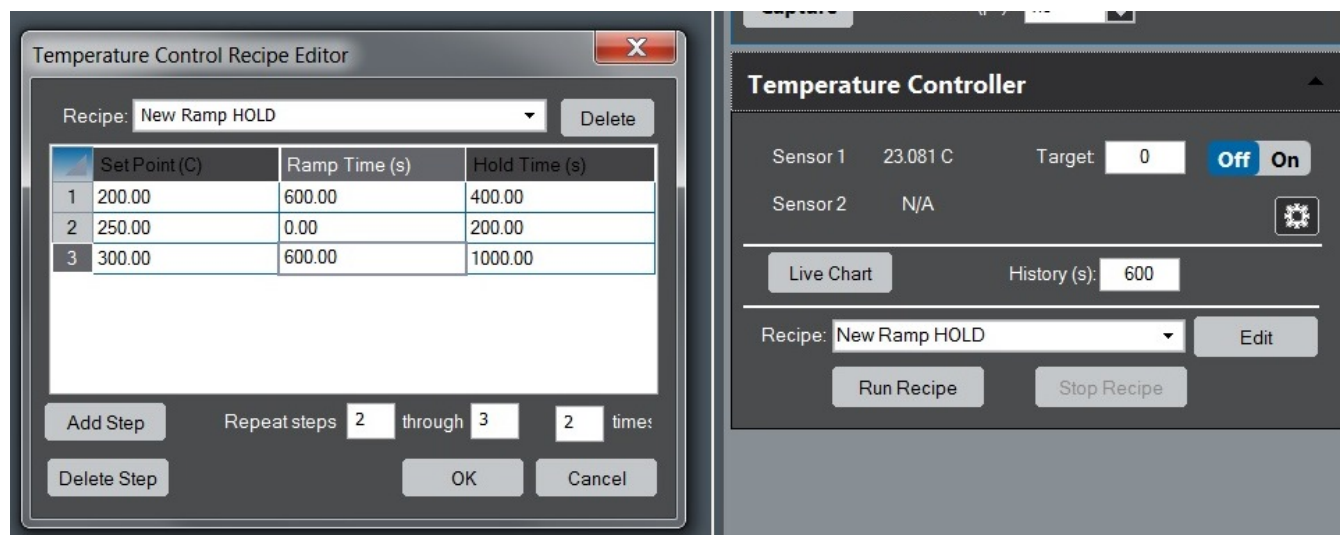 Temperature Control Recipe Editor
Recipe: New Ramp HOLD Delete
Set Point (C) Ramp Time (s) Hold Time (s)
1 200.00 600.00 400.00
2 250.00 0.00 200.00
3 300.00 600.00 1000.00
Add Step Repeat steps 2 through 3 2 times
Delete Step OK Cancel
Capture
Temperature Controller
Sensor 1 23.081 C Target: 0 Off On
Sensor 2 N/A
Live Chart History (s): 600
Recipe: New Ramp HOLD Edit
Run Recipe Stop Recipe